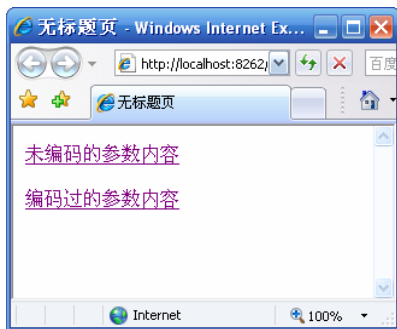 无标题页 - Windows Internet Ex...
http://localhost:8262/
百度
无标题页
未编码的参数内容
编码过的参数内容
Internet
100%